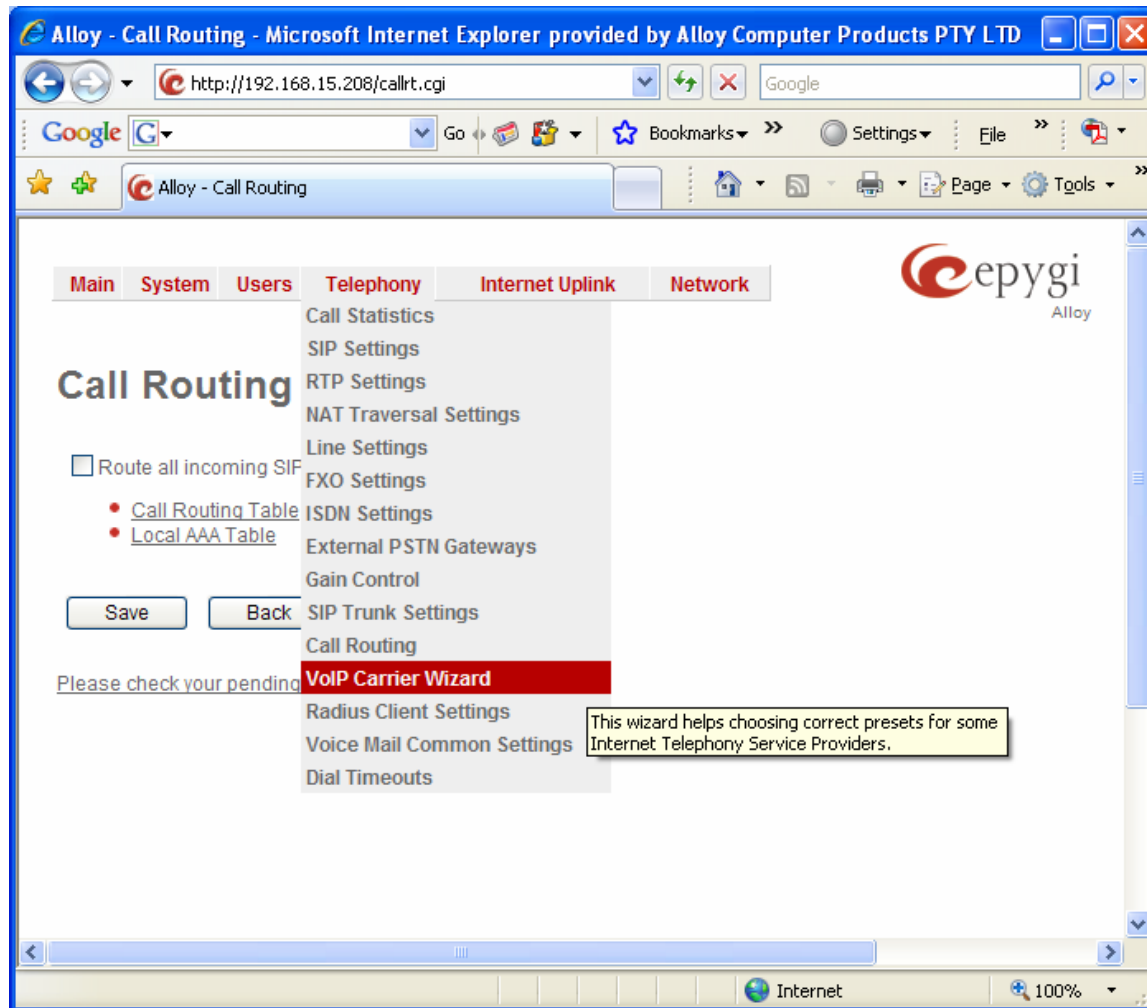 Alloy - Call Routing - Microsoft Internet Explorer provided by Alloy Computer Products PTY LTD
http://192.168.15.208/callrt.cgi
Google
Google G Go Bookmarks Settings File
Alloy - Call Routing
Page Tools
epygi
Alloy
Main System Users Telephony Internet Uplink Network
Call Statistics
SIP Settings
RTP Settings
NAT Traversal Settings
Line Settings
FXO Settings
ISDN Settings
External PSTN Gateways
Gain Control
SIP Trunk Settings
Call Routing
VoIP Carrier Wizard
Radius Client Settings
Voice Mail Common Settings
Dial Timeouts
This wizard helps choosing correct presets for some
Internet Telephony Service Providers.
Call Routing
Route all incoming SIP
Call Routing Table
Local AAA Table
Save Back
Please check your pending
Internet 100%